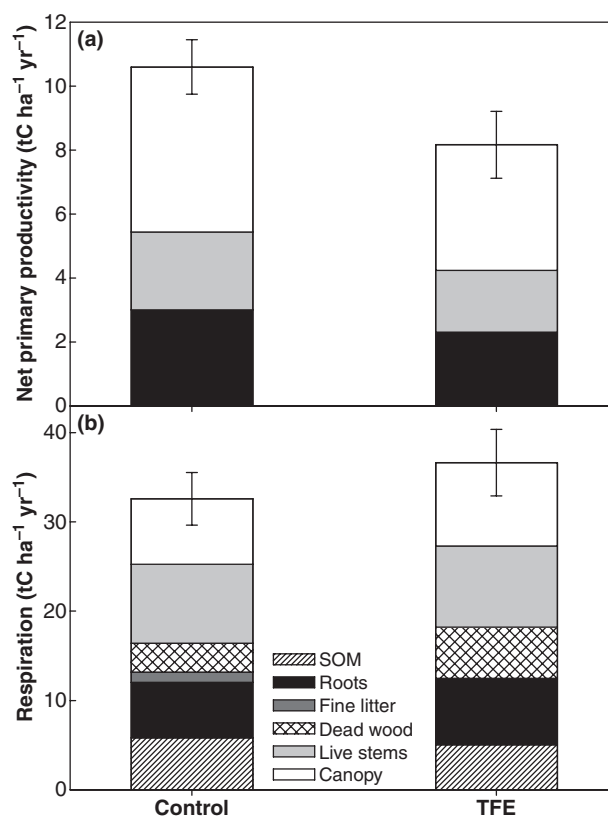 (a)
Net primary productivity (tC ha⁻¹ yr⁻¹)
12
10
8
6
4
2
0
(b)
Respiration (tC ha⁻¹ yr⁻¹)
40
30
20
10
0
SOM
Roots
Fine litter
Dead wood
Live stems
Canopy
Control
TFE